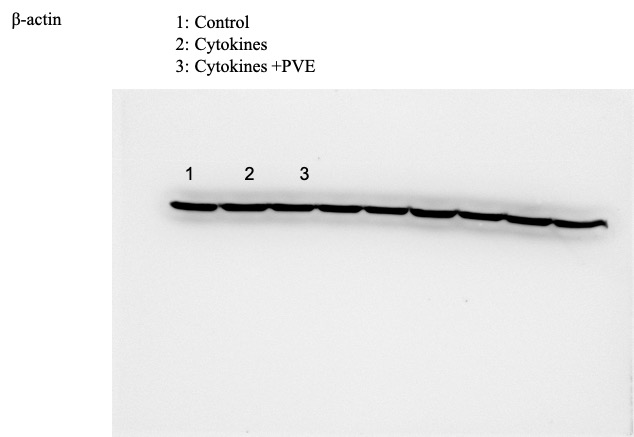 β-actin
1: Control
2: Cytokines
3: Cytokines +PVE
1 2 3